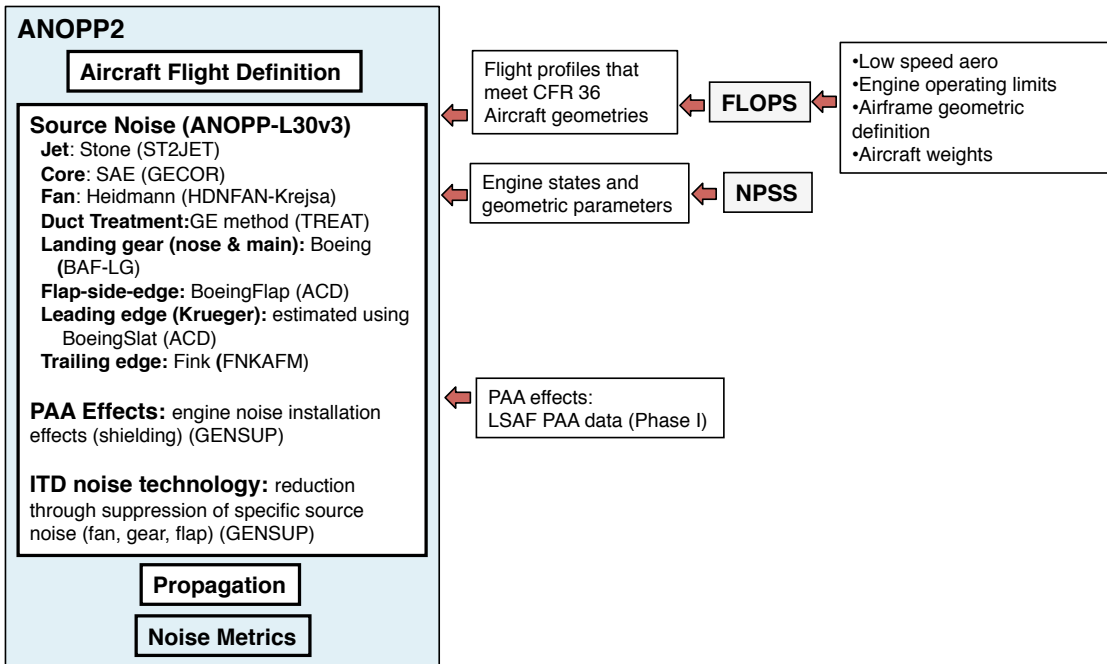 ANOPP2
Aircraft Flight Definition
Source Noise (ANOPP-L30v3)
Jet: Stone (ST2JET)
Core: SAE (GECOR)
Fan: Heidmann (HDNFAN-Krejsa)
Duct Treatment:GE method (TREAT)
Landing gear (nose & main): Boeing
(BAF-LG)
Flap-side-edge: BoeingFlap (ACD)
Leading edge (Krueger): estimated using
BoeingSlat (ACD)
Trailing edge: Fink (FNKAFM)
PAA Effects: engine noise installation
effects (shielding) (GENSUP)
ITD noise technology: reduction
through suppression of specific source
noise (fan, gear, flap) (GENSUP)
Propagation
Noise Metrics
Flight profiles that
meet CFR 36
Aircraft geometries
FLOPS
•Low speed aero
•Engine operating limits
•Airframe geometric
definition
•Aircraft weights
Engine states and
geometric parameters
NPSS
PAA effects:
LSAF PAA data (Phase I)